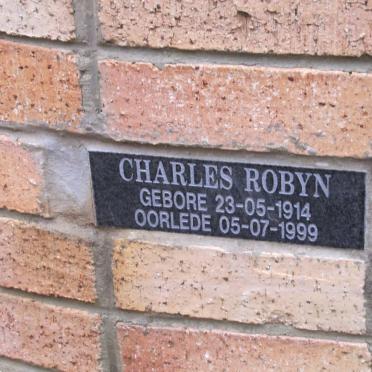 CHARLES ROBYN
GEBORE 23-05-1914
OORLEDE 05-07-1999